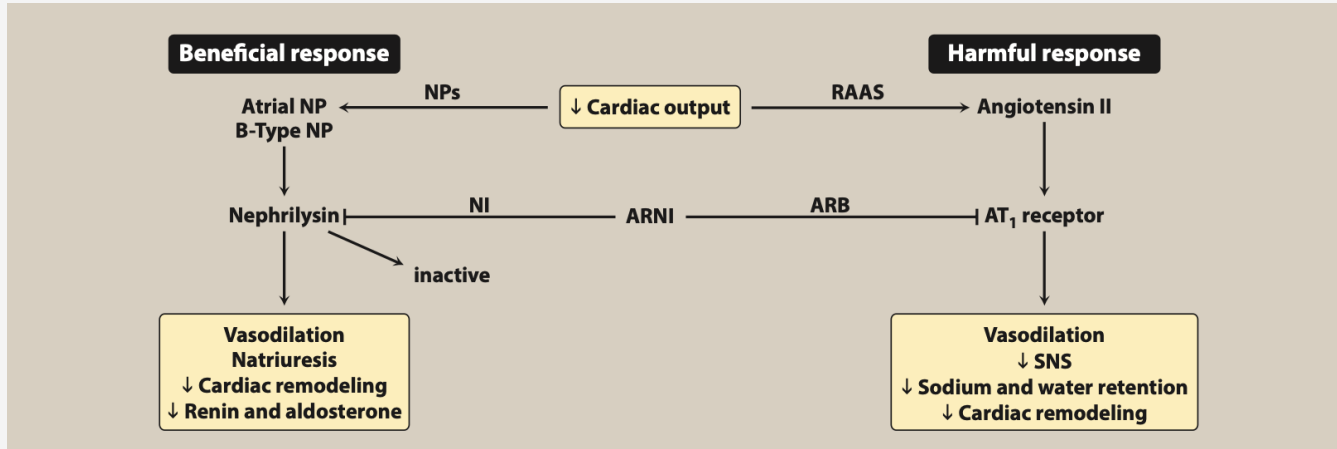 Beneficial response
Harmful response
NPs
RAAS
Atrial NP
B-Type NP
↓ Cardiac output
Angiotensin II
Nephrilysin
NI
ARNI
ARB
AT₁ receptor
inactive
Vasodilation
Natriuresis
↓ Cardiac remodeling
↓ Renin and aldosterone
Vasodilation
↓ SNS
↓ Sodium and water retention
↓ Cardiac remodeling